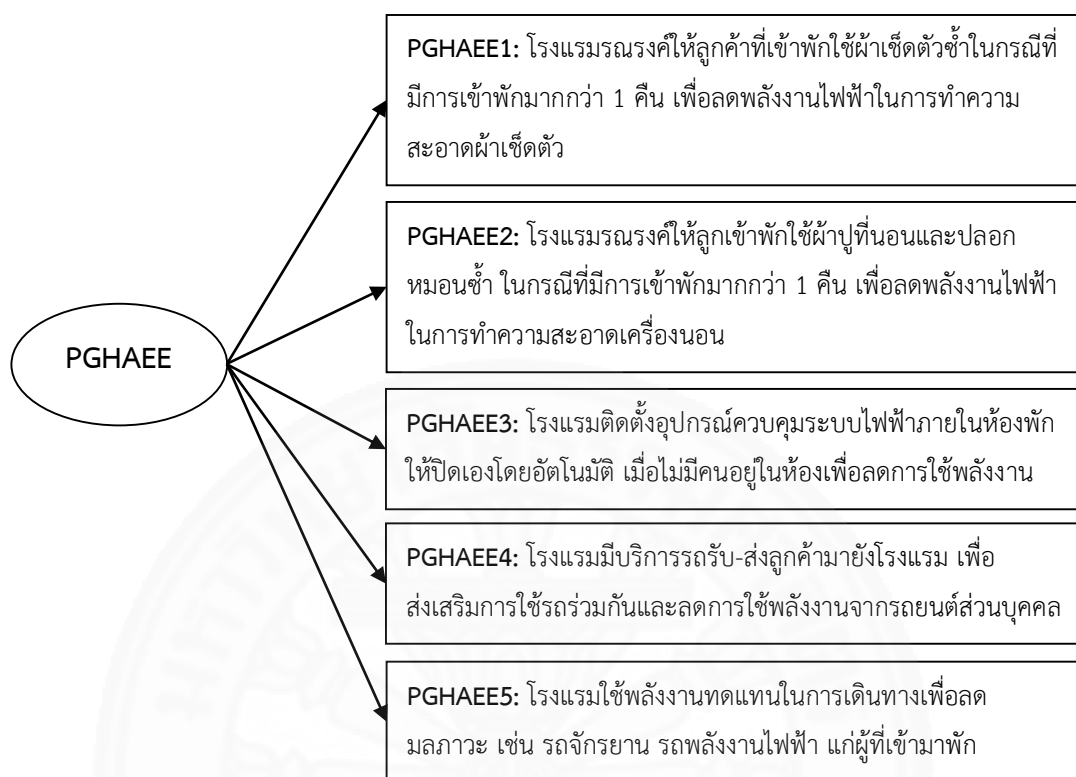 PGHAEE1: โรงแรมรณรงค์ให้ลูกค้าที่เข้าพักใช้ผ้าเช็ดตัวซ้ำในกรณีที่
มีการเข้าพักมากกว่า 1 คืน เพื่อลดพลังงานไฟฟ้าในการทำความ
สะอาดผ้าเช็ดตัว
PGHAEE2: โรงแรมรณรงค์ให้ลูกเข้าพักใช้ผ้าปูที่นอนและปลอก
หมอนซ้ำ ในกรณีที่มีการเข้าพักมากกว่า 1 คืน เพื่อลดพลังงานไฟฟ้า
ในการทำความสะอาดเครื่องนอน
PGHAEE
PGHAEE3: โรงแรมติดตั้งอุปกรณ์ควบคุมระบบไฟฟ้าภายในห้องพัก
ให้ปิดเองโดยอัตโนมัติ เมื่อไม่มีคนอยู่ในห้องเพื่อลดการใช้พลังงาน
PGHAEE4: โรงแรมมีบริการรถรับ-ส่งลูกค้ามายังโรงแรม เพื่อ
ส่งเสริมการใช้รถร่วมกันและลดการใช้พลังงานจากรถยนต์ส่วนบุคคล
PGHAEE5: โรงแรมใช้พลังงานทดแทนในการเดินทางเพื่อลด
มลภาวะ เช่น รถจักรยาน รถพลังงานไฟฟ้า แก่ผู้ที่เข้ามาพัก